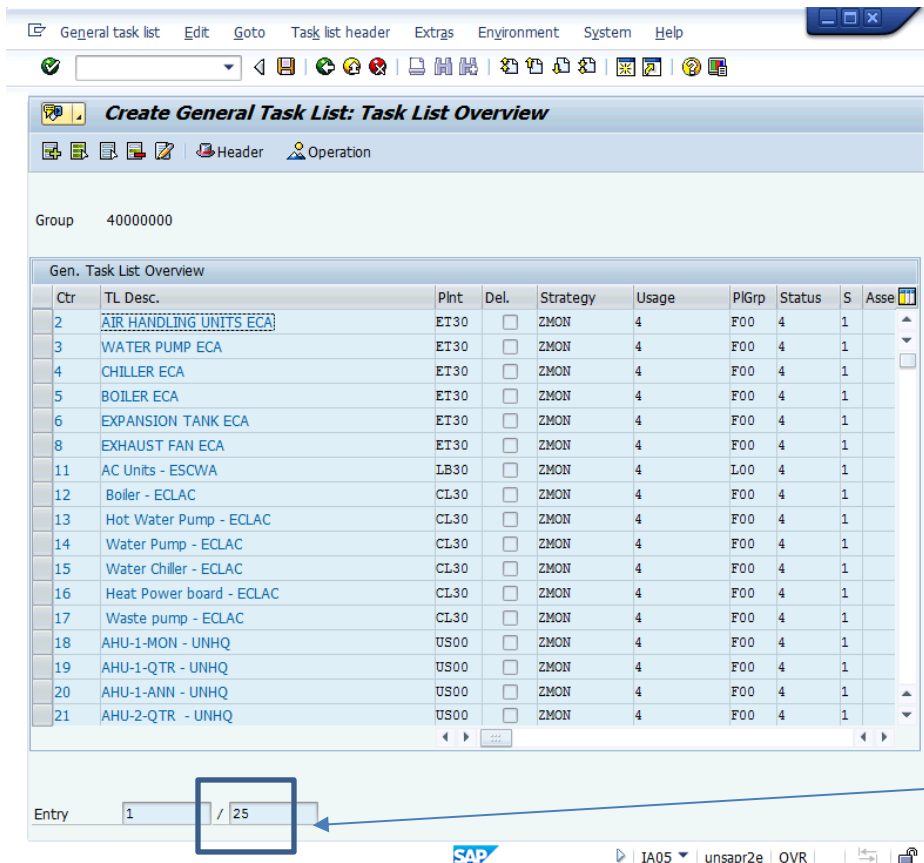 General task list Edit Goto Task list header Extras Environment System Help
Create General Task List: Task List Overview
Header Operation
Group 40000000
Gen. Task List Overview
Ctr TL Desc. Plnt Del. Strategy Usage PlGrp Status S Asse
2 AIR HANDLING UNITS ECA ET30 ZMON 4 F00 4 1
3 WATER PUMP ECA ET30 ZMON 4 F00 4 1
4 CHILLER ECA ET30 ZMON 4 F00 4 1
5 BOILER ECA ET30 ZMON 4 F00 4 1
6 EXPANSION TANK ECA ET30 ZMON 4 F00 4 1
8 EXHAUST FAN ECA ET30 ZMON 4 F00 4 1
11 AC Units - ESCWA LB30 ZMON 4 L00 4 1
12 Boiler - ECLAC CL30 ZMON 4 F00 4 1
13 Hot Water Pump - ECLAC CL30 ZMON 4 F00 4 1
14 Water Pump - ECLAC CL30 ZMON 4 F00 4 1
15 Water Chiller - ECLAC CL30 ZMON 4 F00 4 1
16 Heat Power board - ECLAC CL30 ZMON 4 F00 4 1
17 Waste pump - ECLAC CL30 ZMON 4 F00 4 1
18 AHU-1-MON - UNHQ US00 ZMON 4 F00 4 1
19 AHU-1-QTR - UNHQ US00 ZMON 4 F00 4 1
20 AHU-1-ANN - UNHQ US00 ZMON 4 F00 4 1
21 AHU-2-QTR - UNHQ US00 ZMON 4 F00 4 1
Entry 1 / 25
SAP IA05 unsapr2e OVR